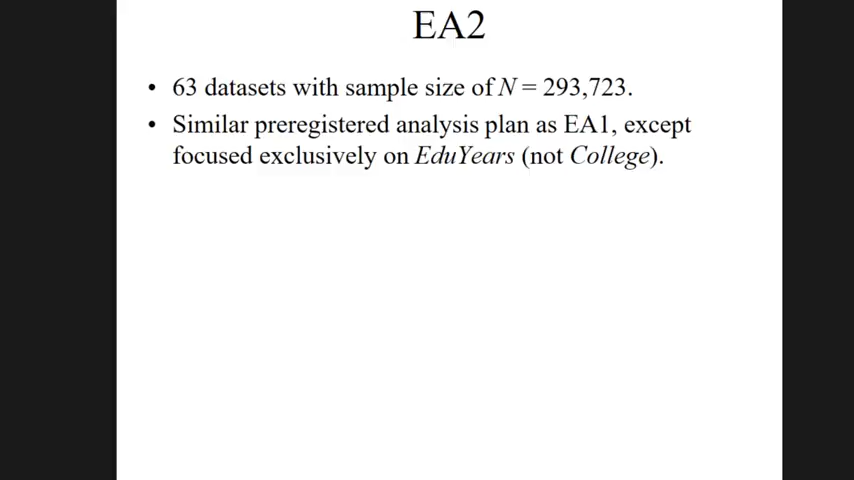 EA2
• 63 datasets with sample size of N = 293,723.
• Similar preregistered analysis plan as EA1, except
focused exclusively on EduYears (not College).